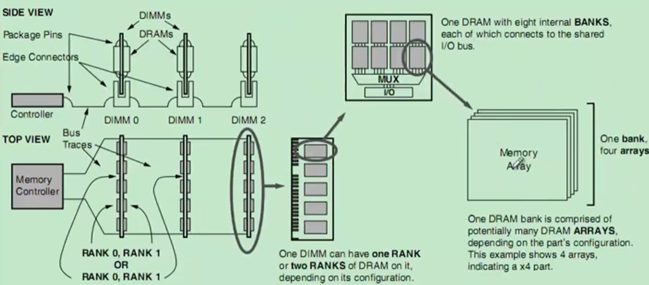 SIDE VIEW
Package Pins
Edge Connectors
DIMMs
DRAMs
Controller
Bus
Traces
DIMM 0
DIMM 1
DIMM 2
TOP VIEW
Memory
Controller
RANK 0, RANK 1
OR
RANK 0, RANK 1
One DIMM can have one RANK
or two RANKS of DRAM on it,
depending on its configuration.
MUX
I/O
One DRAM with eight internal BANKS,
each of which connects to the shared
I/O bus.
Memory
Array
One bank,
four arrays
One DRAM bank is comprised of
potentially many DRAM ARRAYS,
depending on the part's configuration.
This example shows 4 arrays,
indicating a x4 part.